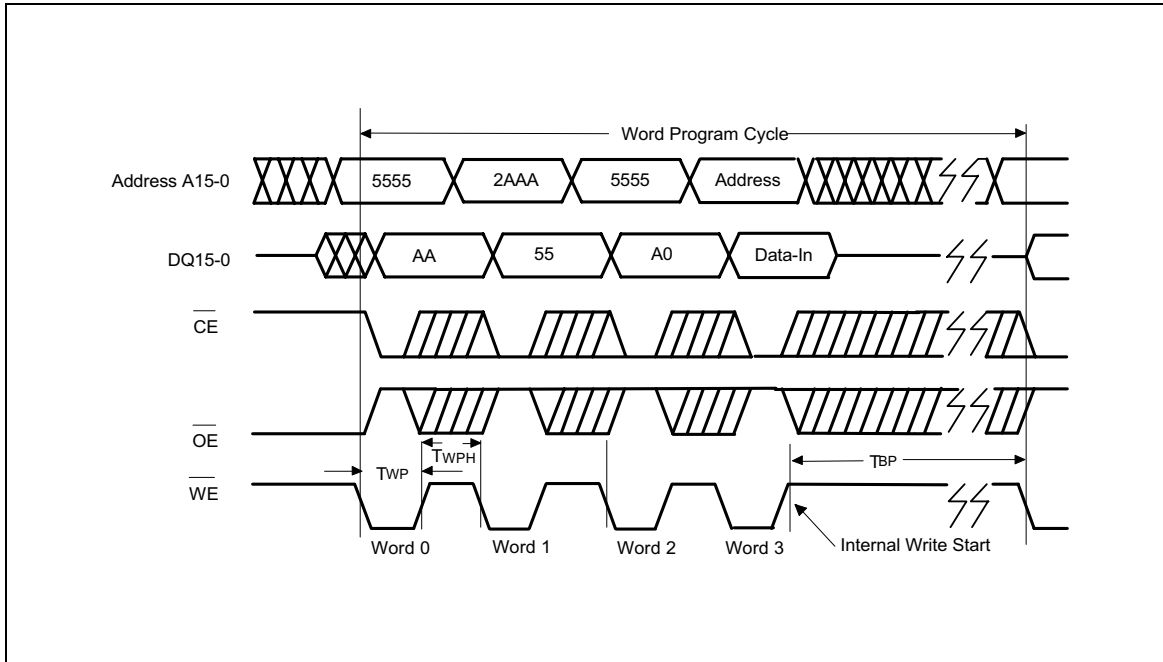 Word Program Cycle
Address A15-0 5555 2AAA 5555 Address
DQ15-0 AA 55 A0 Data-In
CE
OE
TWP TWPH TBP
WE
Word 0 Word 1 Word 2 Word 3 Internal Write Start